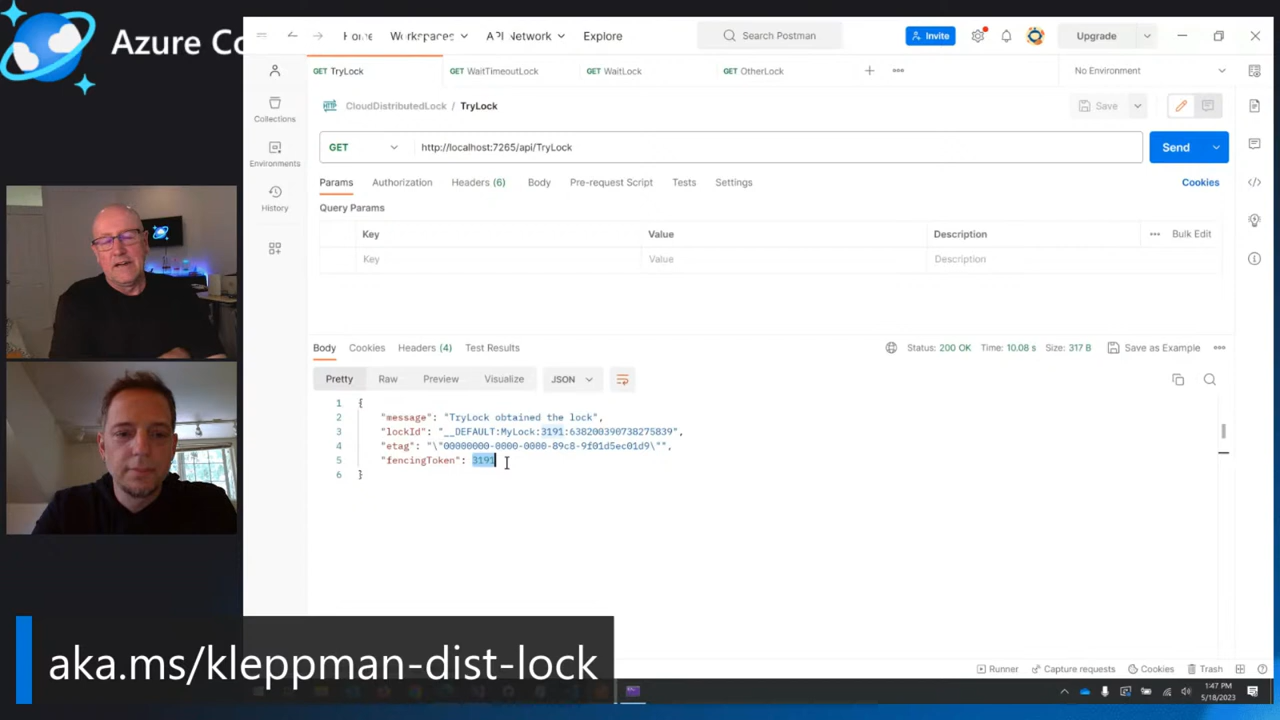 Azure Co
Home Workspaces API Network Explore Search Postman Invite Upgrade
GET TryLock GET WaitTimeoutLock GET WaitLock GET OtherLock No Environment
CloudDistributedLock / TryLock Save
Collections
GET http://localhost:7265/api/TryLock Send
Environments
Params Authorization Headers (6) Body Pre-request Script Tests Settings Cookies
History
Query Params
Key Value Description Bulk Edit
Key Value Description
Body Cookies Headers (4) Test Results Status: 200 OK Time: 10.08 s Size: 317 B Save as Example
Pretty Raw Preview Visualize JSON
1 {
2 "message": "TryLock obtained the lock",
3 "lockId": "__DEFAULT:MyLock:3191:638200390738275839",
4 "etag": "\"00000000-0000-0000-89c8-9f01d5ec01d9\"",
5 "fencingToken": 3191
6 }
aka.ms/kleppman-dist-lock
Runner Capture requests Cookies Trash
1:47 PM
5/18/2023